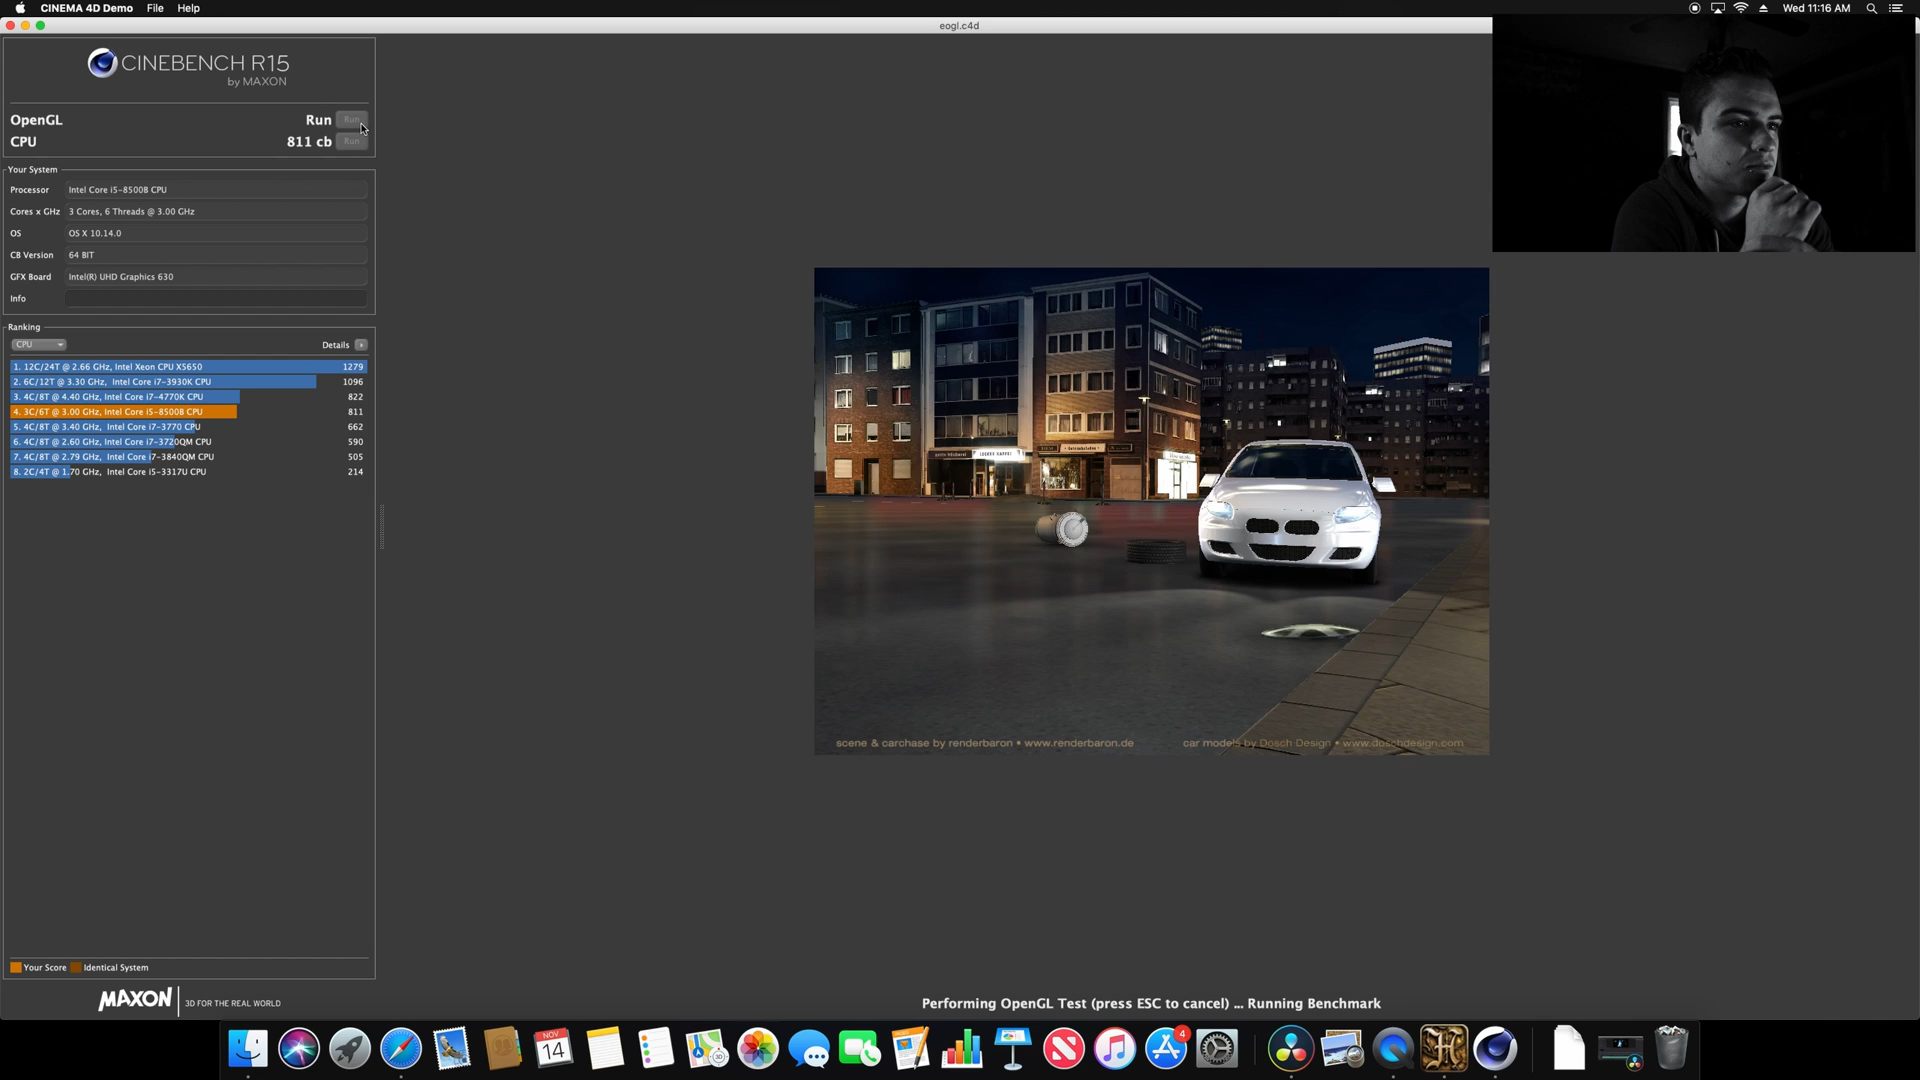 CINEMA 4D Demo File Help
Wed 11:16 AM
eogl.c4d
CINEBENCH R15
by MAXON
OpenGL Run Run
CPU 811 cb Run
Your System
Processor Intel Core i5-8500B CPU
Cores x GHz 3 Cores, 6 Threads @ 3.00 GHz
OS OS X 10.14.0
CB Version 64 BIT
GFX Board Intel(R) UHD Graphics 630
Info
Ranking
CPU Details
1. 12C/24T @ 2.66 GHz, Intel Xeon CPU X5650 1279
2. 6C/12T @ 3.30 GHz, Intel Core i7-3930K CPU 1096
3. 4C/8T @ 4.40 GHz, Intel Core i7-4770K CPU 822
4. 3C/6T @ 3.00 GHz, Intel Core i5-8500B CPU 811
5. 4C/8T @ 3.40 GHz, Intel Core i7-3770 CPU 662
6. 4C/8T @ 2.60 GHz, Intel Core i7-3720QM CPU 590
7. 4C/8T @ 2.79 GHz, Intel Core i7-3840QM CPU 505
8. 2C/4T @ 1.70 GHz, Intel Core i5-3317U CPU 214
scene & carchase by renderbaron • www.renderbaron.de car models by Dosch Design • www.doschdesign.com
Your Score Identical System
MAXON 3D FOR THE REAL WORLD
Performing OpenGL Test (press ESC to cancel) ... Running Benchmark
NOV
14
3D
4